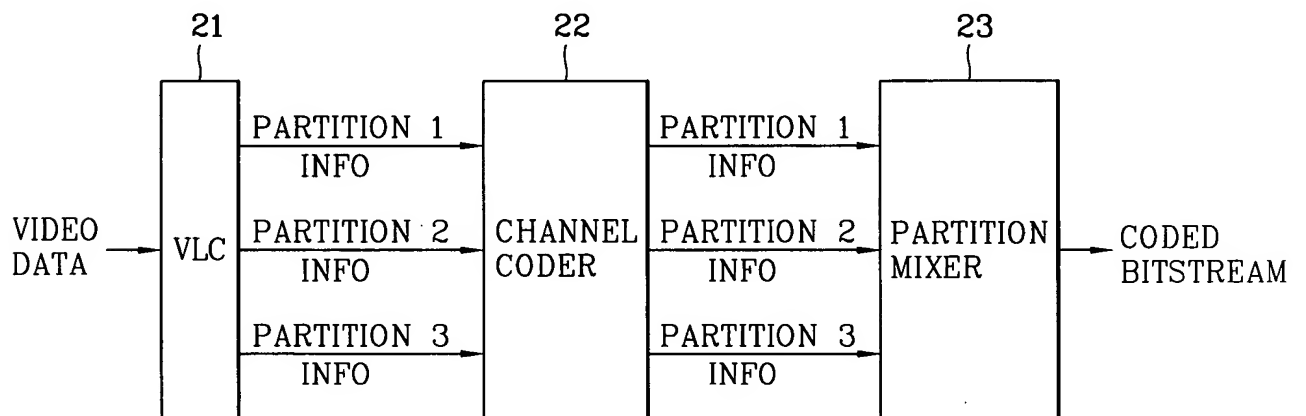 21
22
23
PARTITION 1
INFO
PARTITION 1
INFO
VIDEO
DATA
VLC
PARTITION 2
INFO
CHANNEL
CODER
PARTITION 2
INFO
PARTITION
MIXER
CODED
BITSTREAM
PARTITION 3
INFO
PARTITION 3
INFO